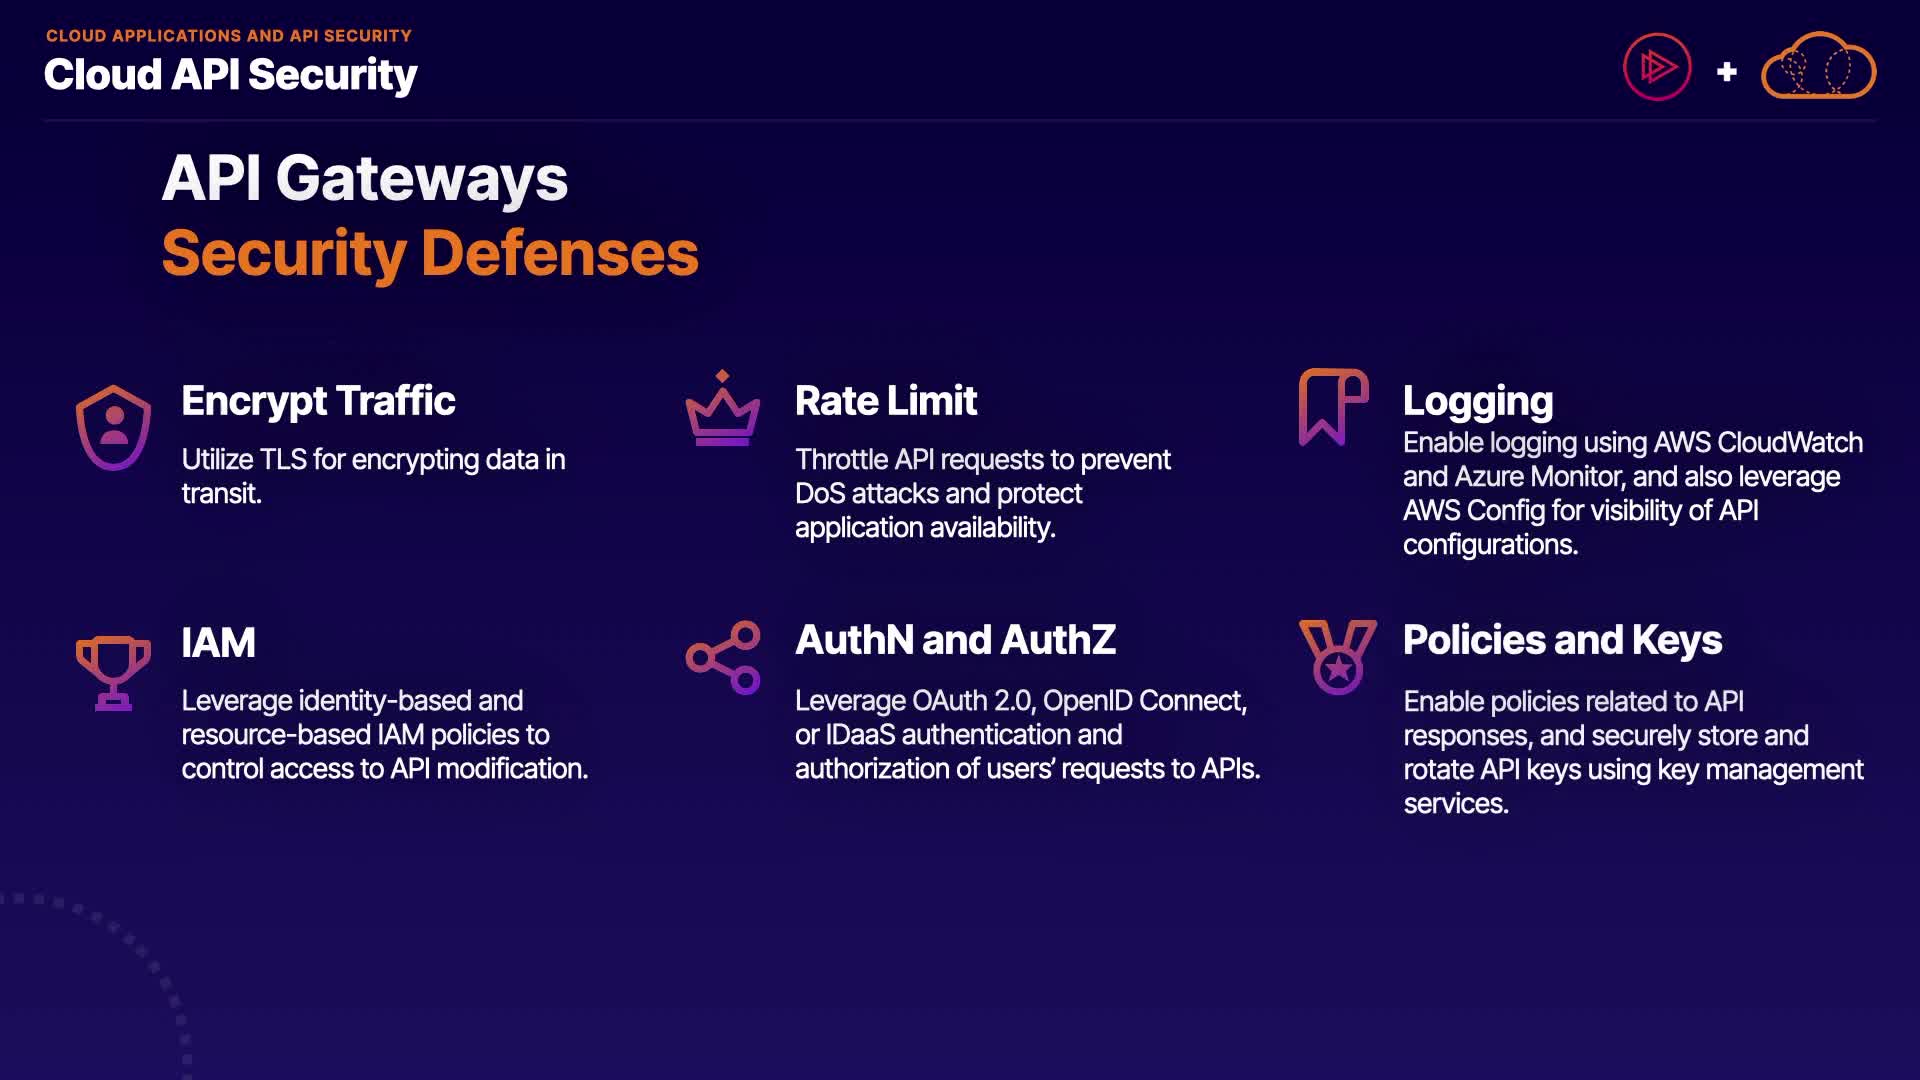 CLOUD APPLICATIONS AND API SECURITY
Cloud API Security
API Gateways
Security Defenses
Encrypt Traffic
Utilize TLS for encrypting data in
transit.
Rate Limit
Throttle API requests to prevent
DoS attacks and protect
application availability.
Logging
Enable logging using AWS CloudWatch
and Azure Monitor, and also leverage
AWS Config for visibility of API
configurations.
IAM
Leverage identity-based and
resource-based IAM policies to
control access to API modification.
AuthN and AuthZ
Leverage OAuth 2.0, OpenID Connect,
or IDaaS authentication and
authorization of users’ requests to APIs.
Policies and Keys
Enable policies related to API
responses, and securely store and
rotate API keys using key management
services.